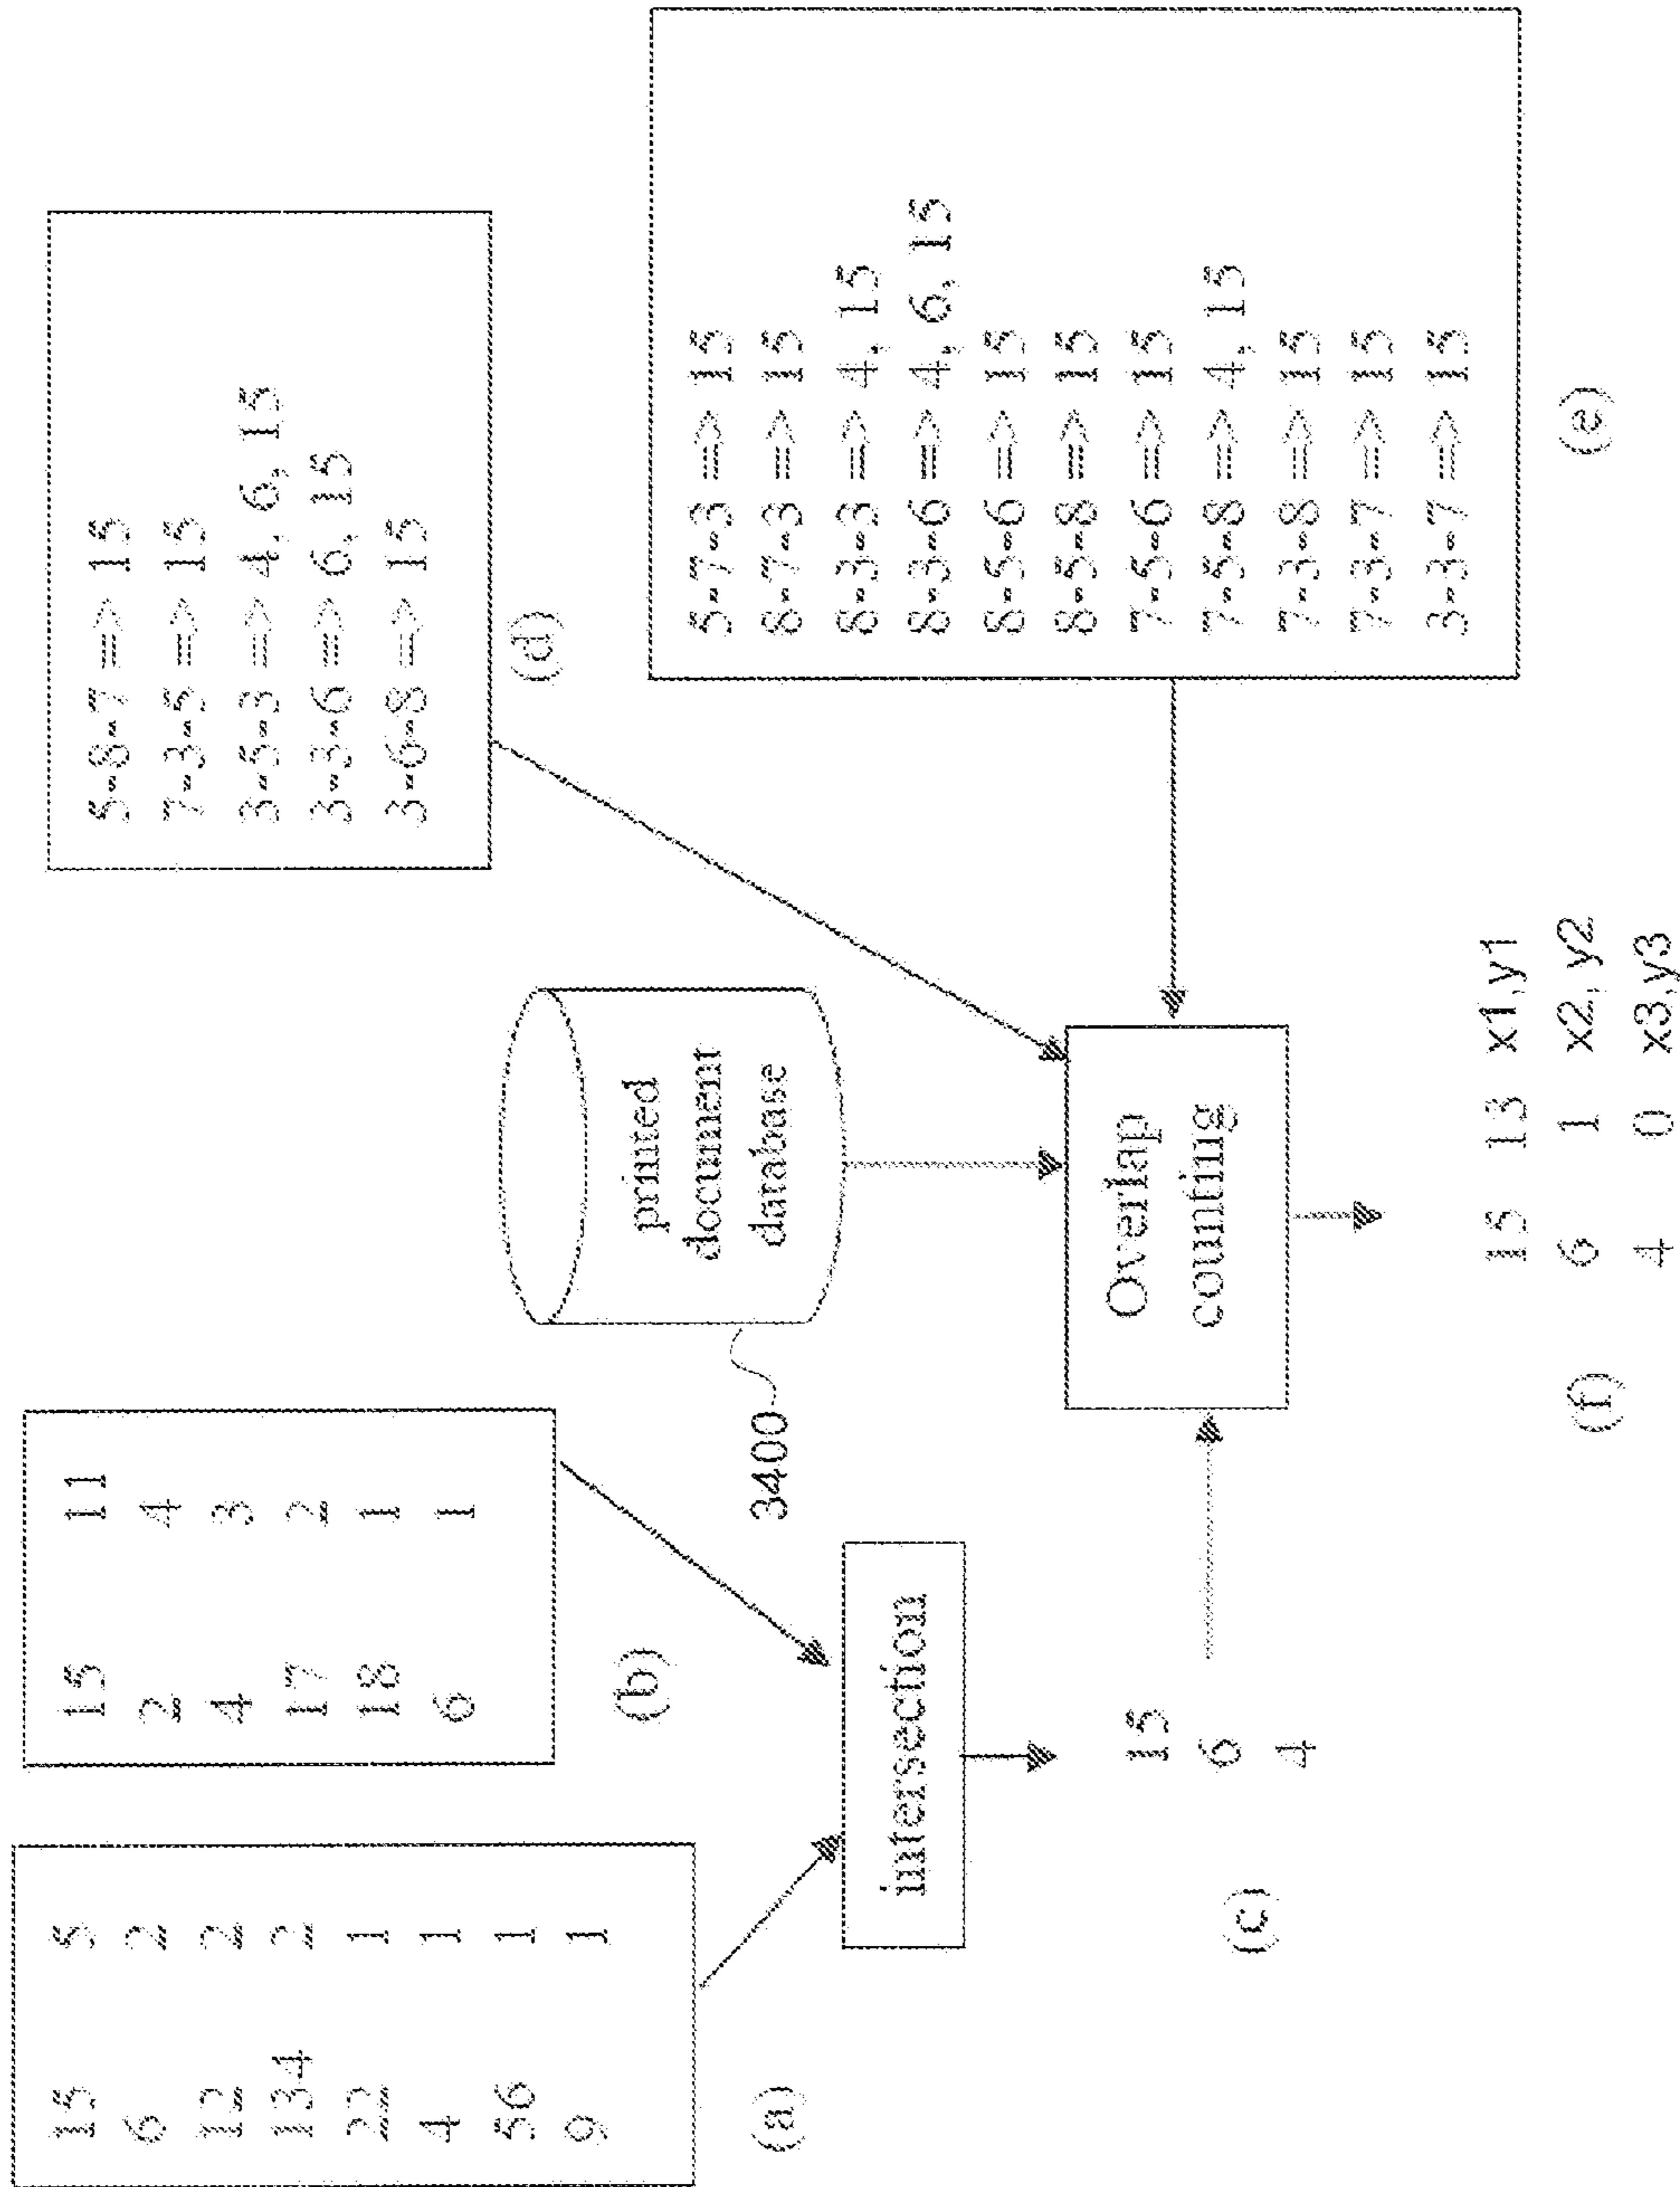 15 5
6 2
12 2
134 2
22 1
4 1
56 1
9 1
(a)
15 11
2 4
4 3
17 2
18 1
6 1
(b)
intersection
15
6
4
(c)
3400
printed
document
database
5-8-7 ==> 15
7-3-5 ==> 15
3-5-3 ==> 4, 6, 15
3-3-6 ==> 6, 15
3-6-8 ==> 15
(d)
5-7-3 ==> 15
8-7-3 ==> 15
8-3-3 ==> 4, 15
8-3-6 ==> 4, 6, 15
8-5-6 ==> 15
8-5-8 ==> 15
7-5-6 ==> 15
7-5-8 ==> 4, 15
7-3-8 ==> 15
7-3-7 ==> 15
3-3-7 ==> 15
(e)
Overlap
counting
15 13 x1,y1
6 1 x2,y2
4 0 x3,y3
(f)